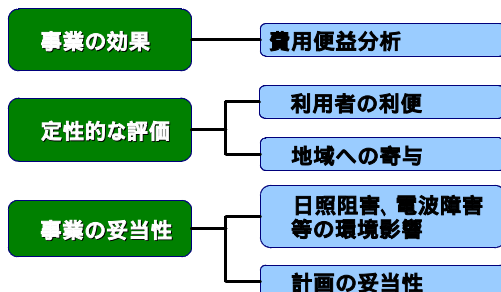 事業の効果
費用便益分析
定性的な評価
利用者の利便
地域への寄与
事業の妥当性
日照阻害、電波障害
等の環境影響
計画の妥当性